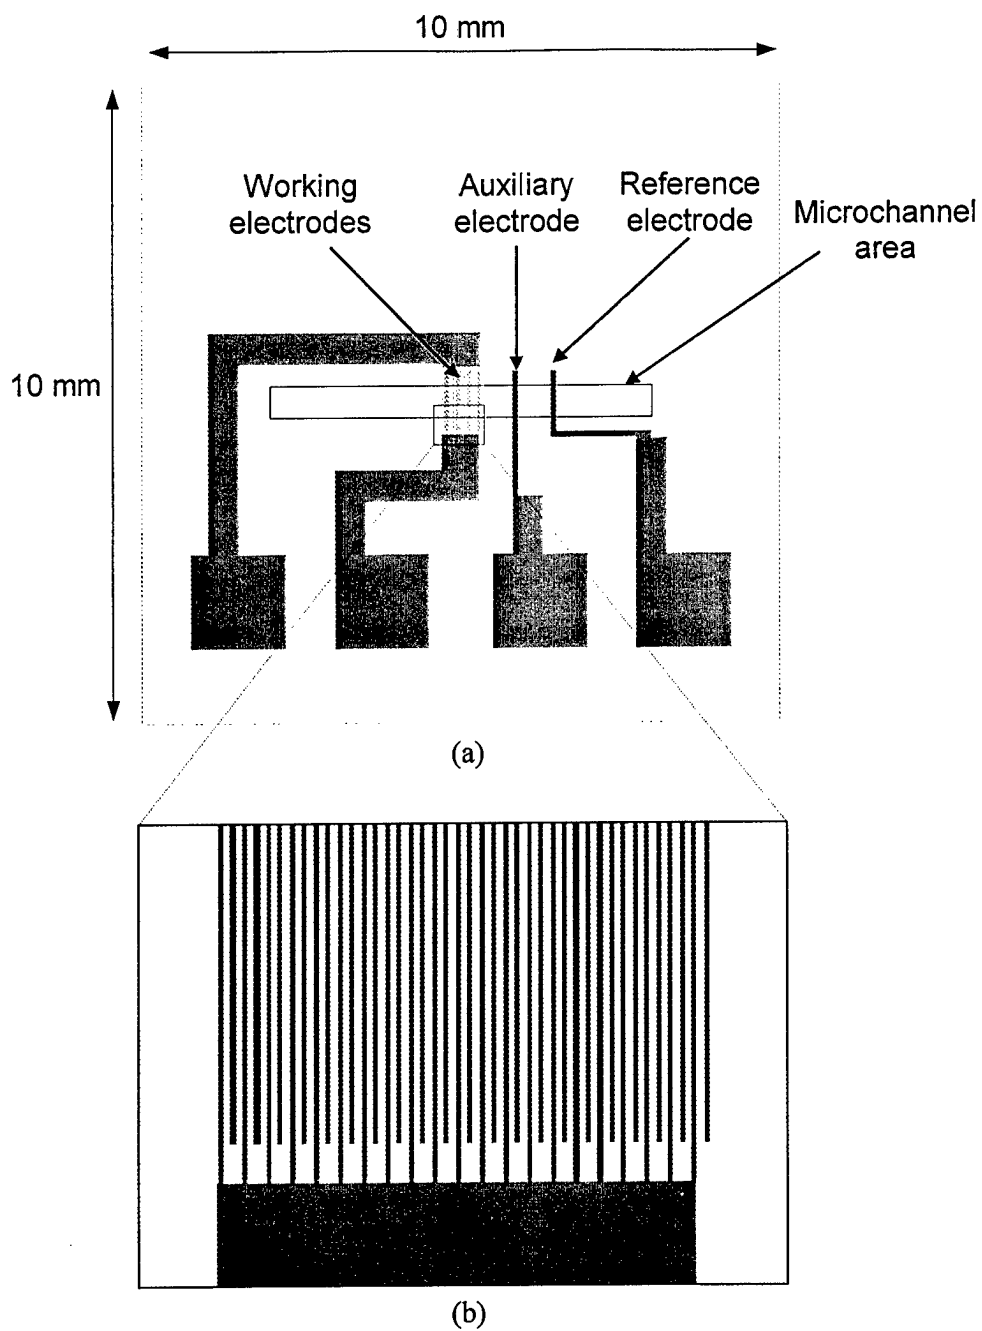 10 mm
Working
electrodes
Auxiliary
electrode
Reference
electrode
Microchannel
area
10 mm
(a)
(b)